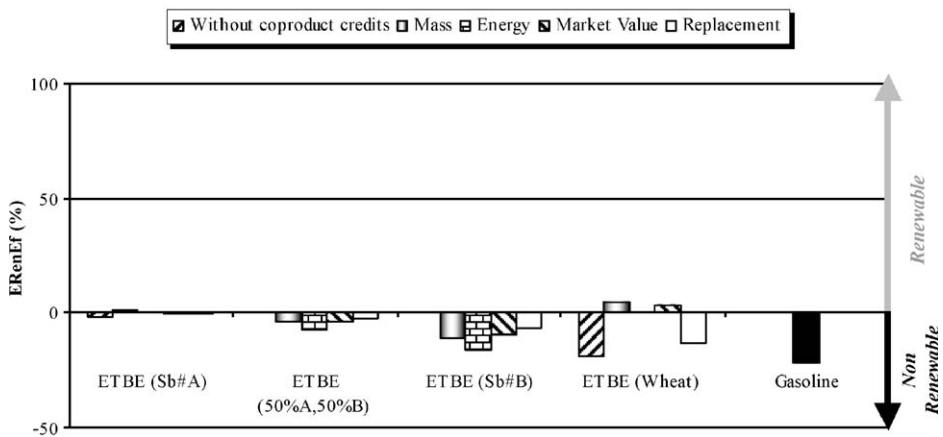 Without coproduct credits Mass Energy Market Value Replacement
100
50
0
-50
ERenEf (%)
ETBE (Sb#A)
ETBE
(50%A,50%B)
ETBE (Sb#B)
ETBE (Wheat)
Gasoline
Renewable
Non
Renewable